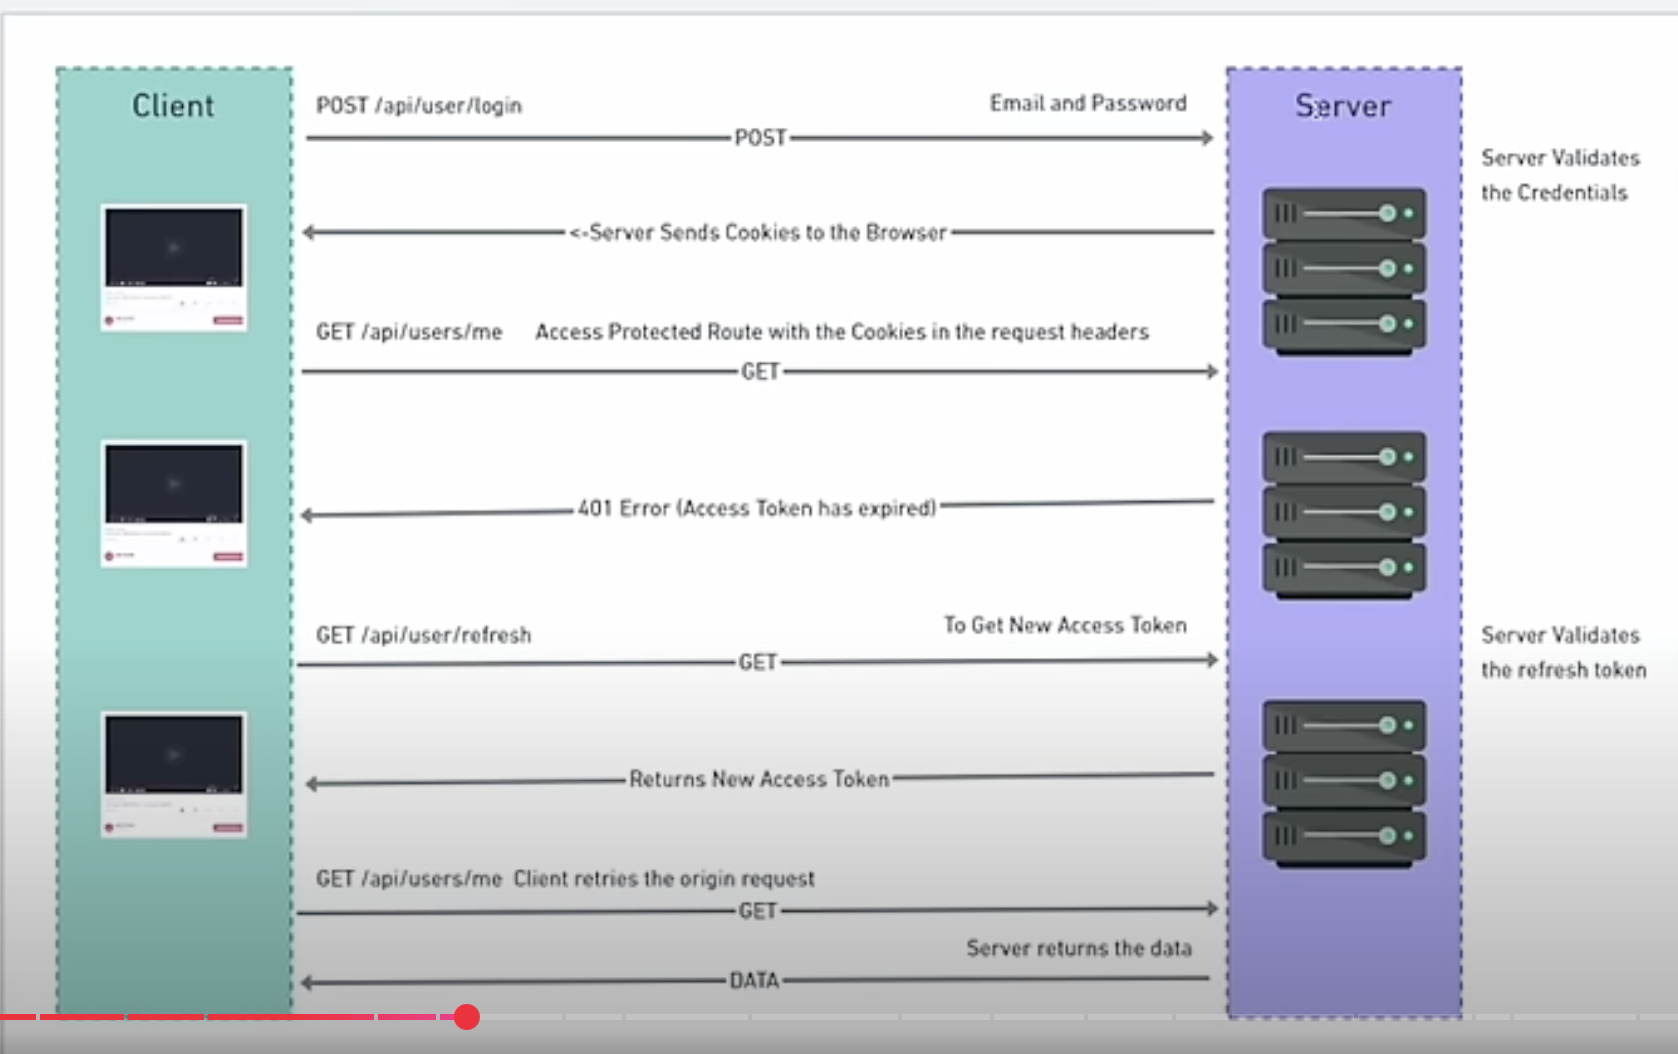 Client
Server
POST /api/user/login
Email and Password
POST
Server Validates
the Credentials
<-Server Sends Cookies to the Browser
GET /api/users/me Access Protected Route with the Cookies in the request headers
GET
401 Error (Access Token has expired)
GET /api/user/refresh
To Get New Access Token
GET
Server Validates
the refresh token
Returns New Access Token
GET /api/users/me Client retries the origin request
GET
Server returns the data
DATA